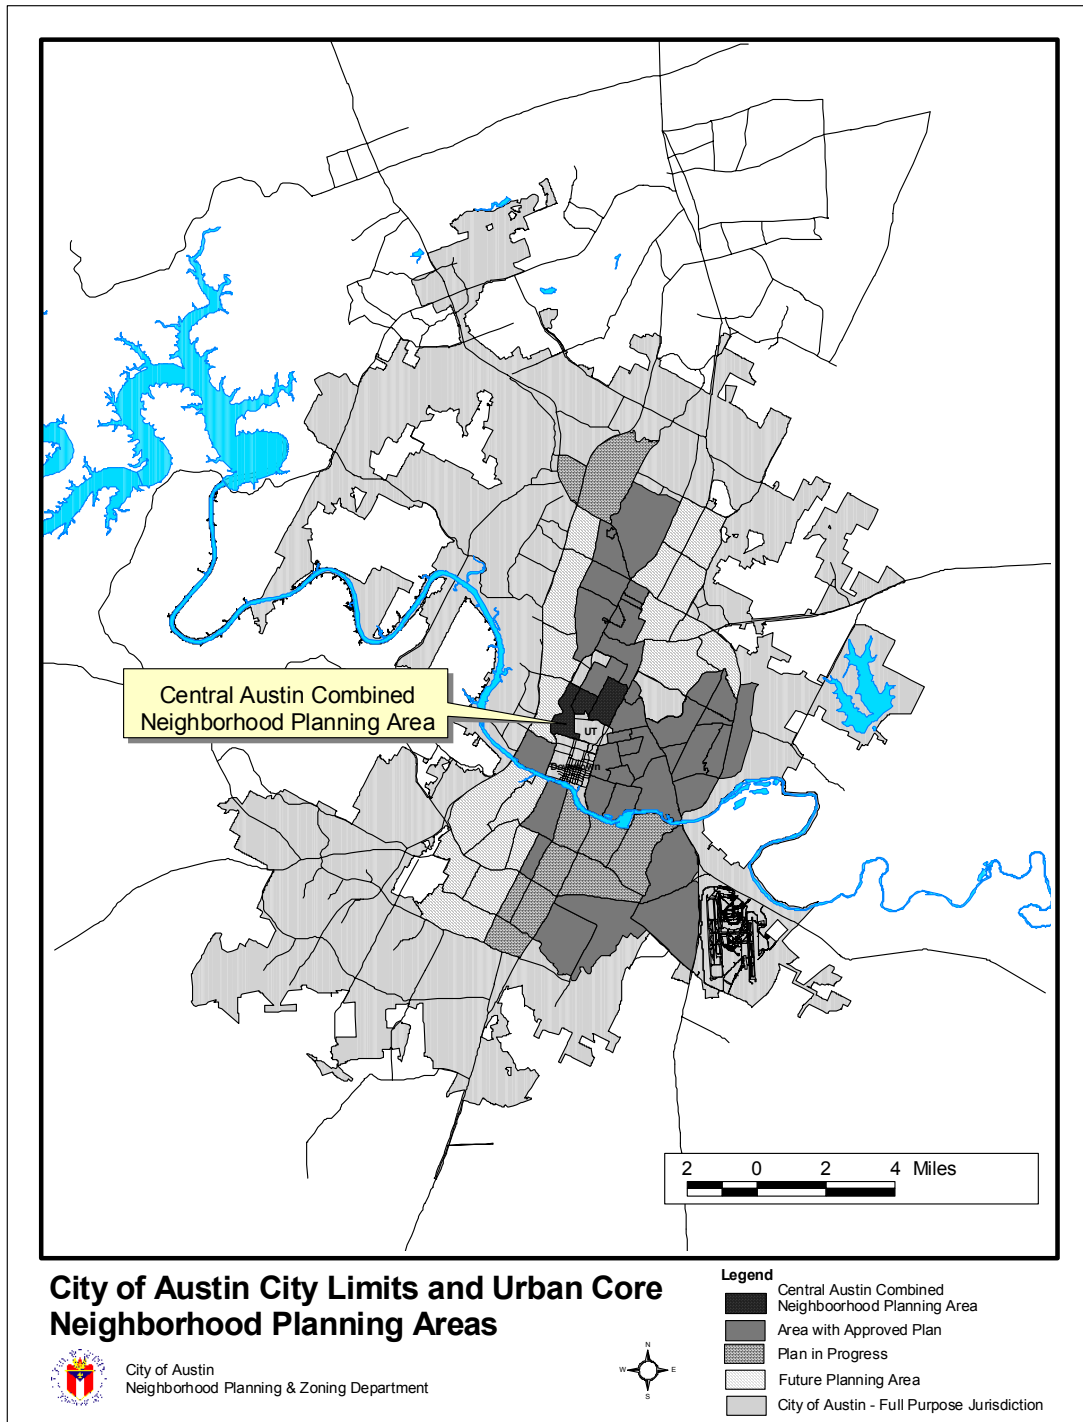 Central Austin Combined
Neighborhood Planning Area
UT
Downtown
2 0 2 4 Miles
City of Austin City Limits and Urban Core
Neighborhood Planning Areas
City of Austin
Neighborhood Planning & Zoning Department
N
W E
S
Legend
Central Austin Combined
Neighboorhood Planning Area
Area with Approved Plan
Plan in Progress
Future Planning Area
City of Austin - Full Purpose Jurisdiction